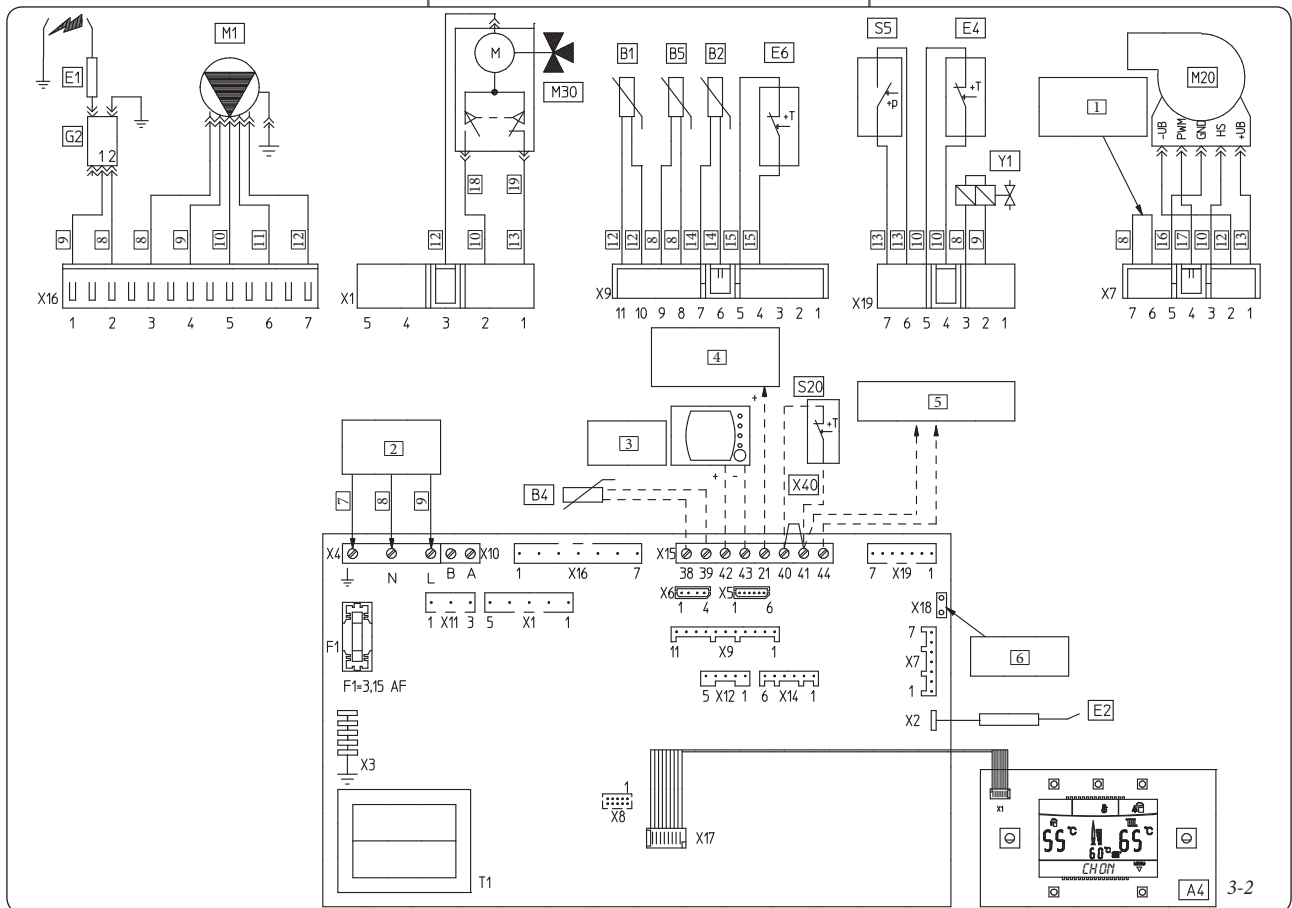 M1
E1
G2
1 2
9 8 8 9 10 11 12
X16
1 2 3 4 5 6 7
M
M30
18 19
12 10 13
X1
5 4 3 2 1
B1 B5 B2 E6
+T
12 12 8 8 14 14 15 15
X9
11 10 9 8 7 6 5 4 3 2 1
S5 E4
+p
+T
Y1
13 13 10 10 8 9
X19
7 6 5 4 3 2 1
M20
1
-UB PWM GND HS +UB
8 16 17 10 12 13
X7
7 6 5 4 3 2 1
4
+
S20
+T
5
2
3
+ -
X40
B4
7 8 9
X4
N L B A
X10
1 X16 7
X15
38 39 42 43 21 40 41 44
7 X19 1
X6
1 4
X5
1 6
X18
1 X11 3
5 X1 1
11 X9 1
7
X7
1
6
F1
F1=3,15 AF
5 X12 1
6 X14 1
X2
E2
X3
1
X8
X17
X1
T1
55 °C
60 °C
65 °C
CH ON
MENU
A4
3-2